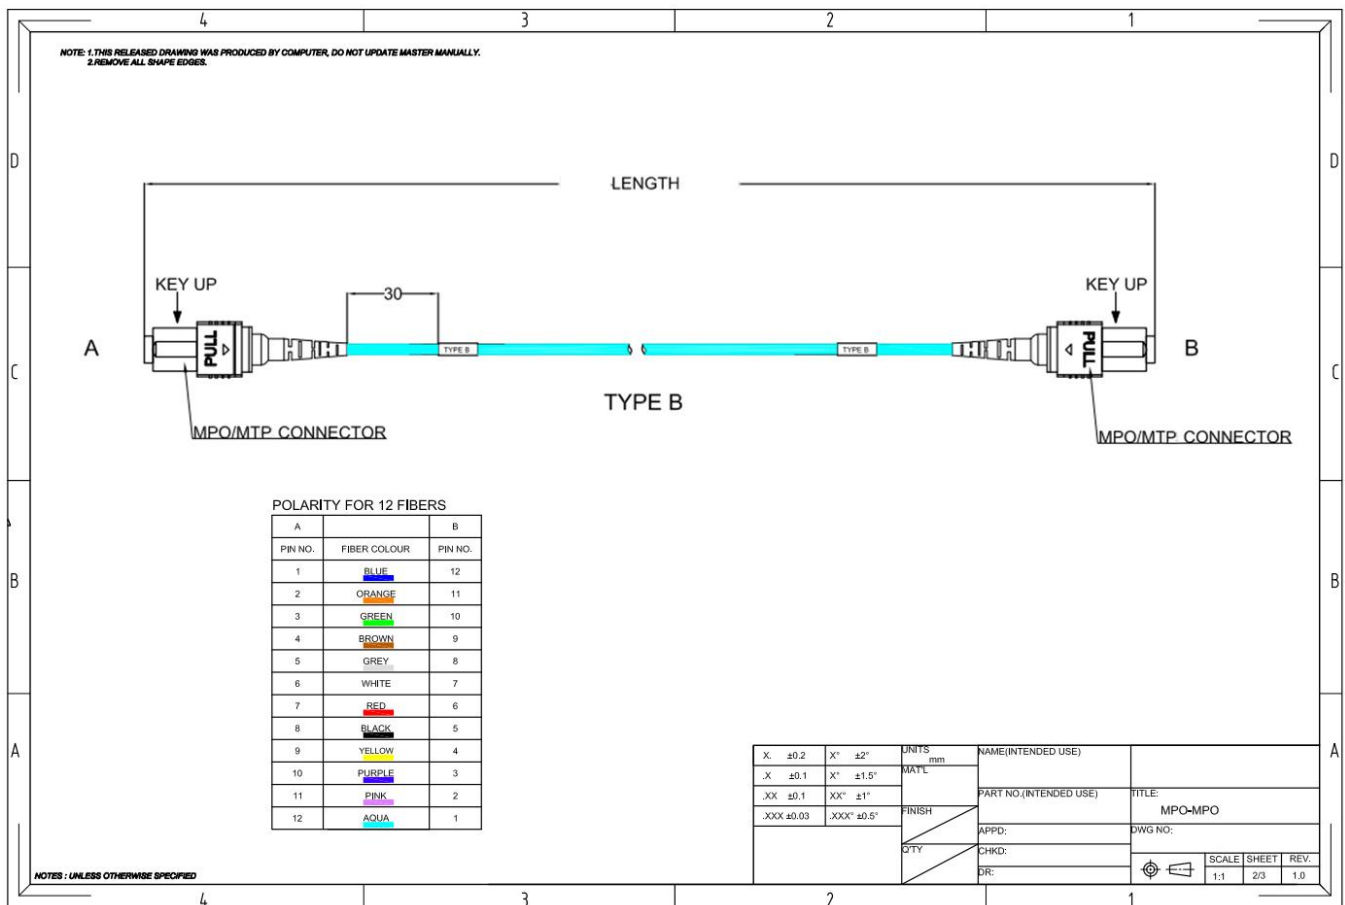 4 3 2 1
NOTE: 1.THIS RELEASED DRAWING WAS PRODUCED BY COMPUTER, DO NOT UPDATE MASTER MANUALLY.
2.REMOVE ALL SHAPE EDGES.
D D
LENGTH
KEY UP KEY UP
30
A PULL TYPE B TYPE B PULL B
C C
TYPE B
MPO/MTP CONNECTOR MPO/MTP CONNECTOR
POLARITY FOR 12 FIBERS
A B
PIN NO. FIBER COLOUR PIN NO.
1 BLUE 12
2 ORANGE 11
3 GREEN 10
4 BROWN 9
5 GREY 8
6 WHITE 7
7 RED 6
8 BLACK 5
9 YELLOW 4
10 PURPLE 3
11 PINK 2
12 AQUA 1
B B
A A
X. ±0.2 X° ±2°
.X ±0.1 X° ±1.5°
.XX ±0.1 XX° ±1°
.XXX ±0.03 .XXX° ±0.5°
UNITS mm
MAT'L
FINISH
Q'TY
NAME(INTENDED USE)
PART NO.(INTENDED USE)
APPD:
CHKD:
DR:
TITLE:
MPO-MPO
DWG NO:
SCALE SHEET REV.
1:1 2/3 1.0
NOTES : UNLESS OTHERWISE SPECIFIED
4 3 2 1